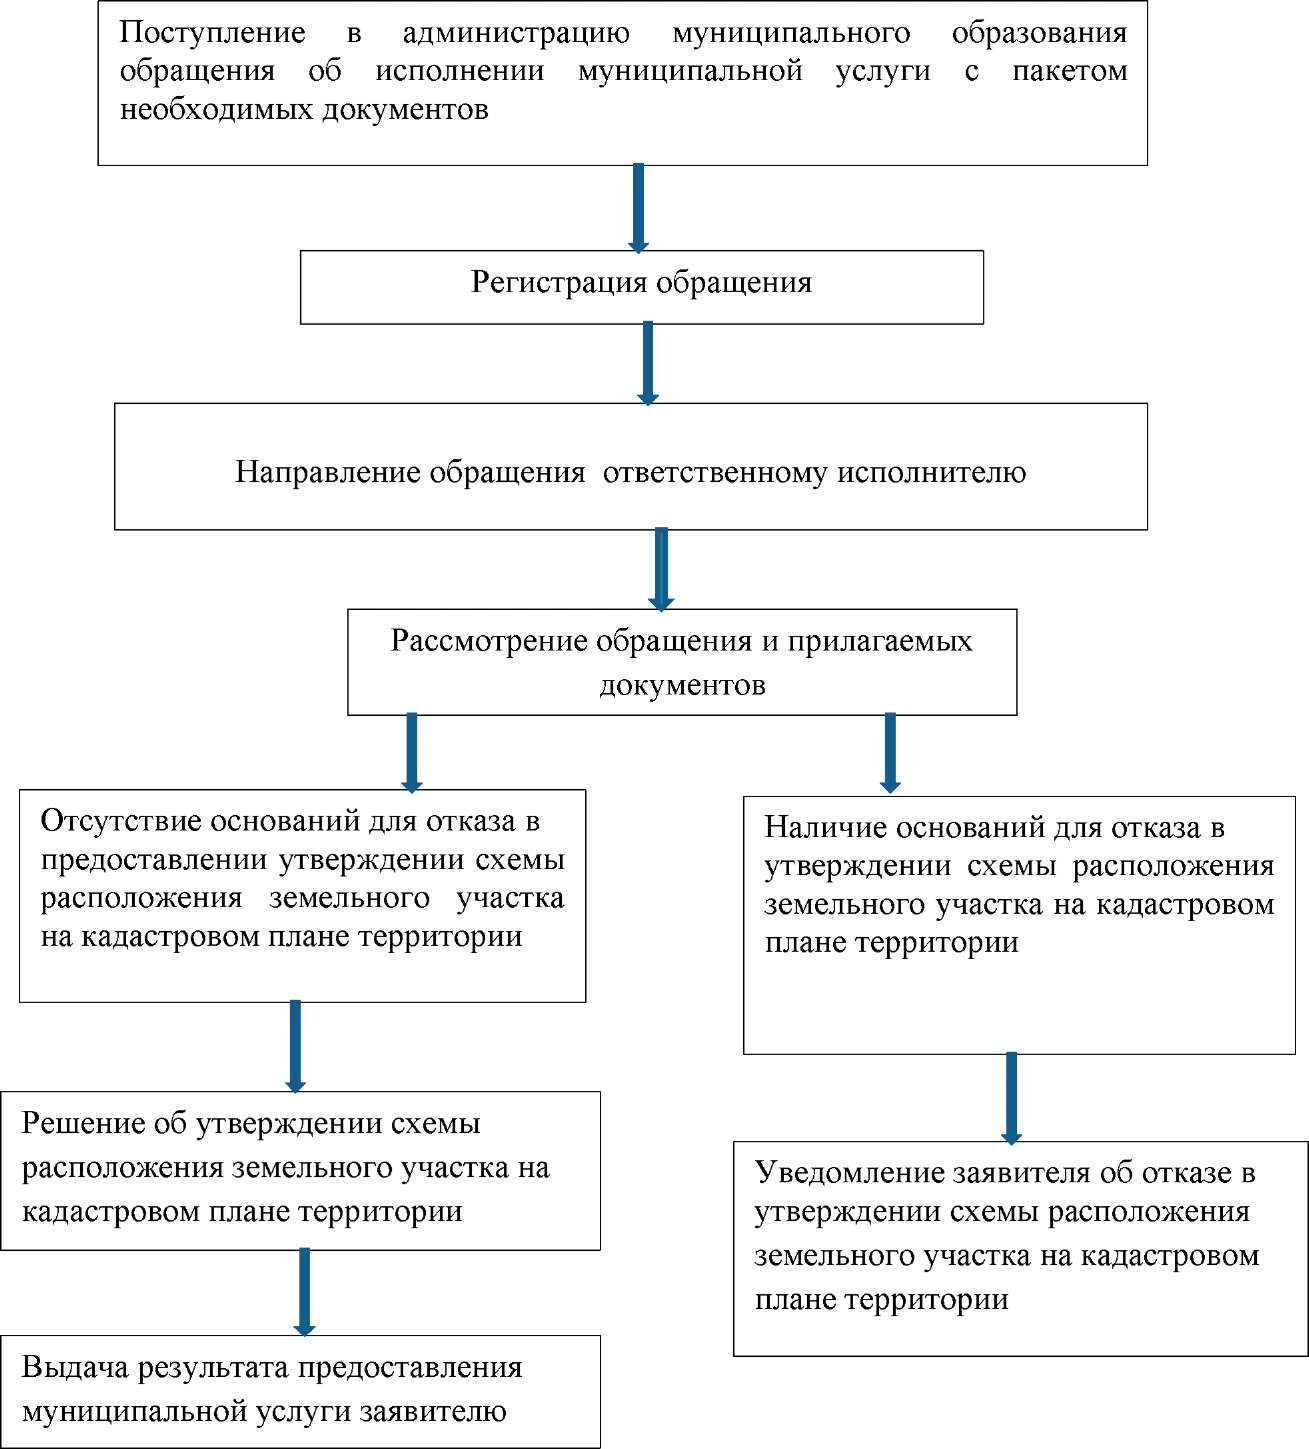 Поступление в администрацию муниципального образования
обращения об исполнении муниципальной услуги с пакетом
необходимых документов
Регистрация обращения
Направление обращения ответственному исполнителю
Рассмотрение обращения и прилагаемых
документов
Отсутствие оснований для отказа в
предоставлении утверждении схемы
расположения земельного участка
на кадастровом плане территории
Наличие оснований для отказа в
утверждении схемы расположения
земельного участка на кадастровом
плане территории
Решение об утверждении схемы
расположения земельного участка на
кадастровом плане территории
Уведомление заявителя об отказе в
утверждении схемы расположения
земельного участка на кадастровом
плане территории
Выдача результата предоставления
муниципальной услуги заявителю